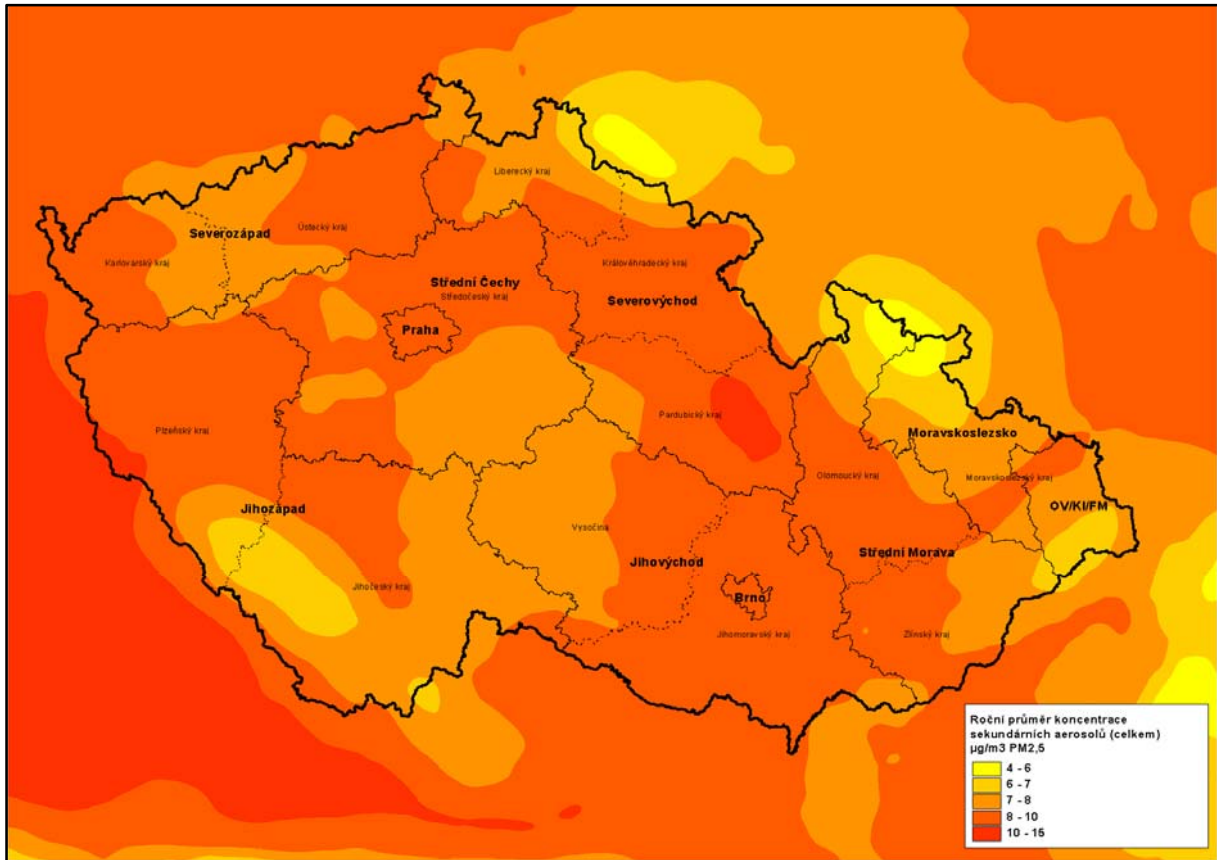 Liberecký kraj
Severozápad
Ústecký kraj
Karlovarský kraj
Královéhradecký kraj
Střední Čechy
Středočeský kraj
Severovýchod
Praha
Pardubický kraj
Plzeňský kraj
Moravskoslezsko
Olomoucký kraj
Moravskoslezský kraj
Jihozápad
OV/KI/FM
Vysočina
Střední Morava
Jihovýchod
Jihočeský kraj
Brno
Jihomoravský kraj
Zlínský kraj
Roční průměr koncentrace
sekundárních aerosolů (celkem)
µg/m3 PM2,5
4 - 6
6 - 7
7 - 8
8 - 10
10 - 15